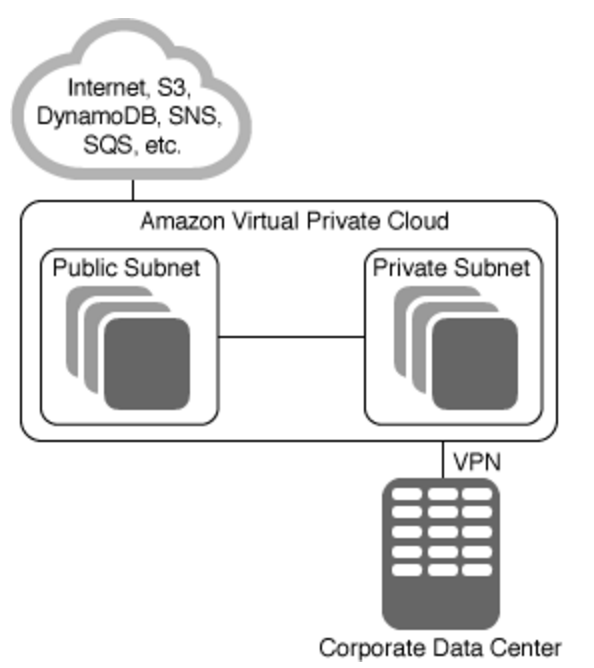 Internet, S3,
DynamoDB, SNS,
SQS, etc.
Amazon Virtual Private Cloud
Public Subnet
Private Subnet
VPN
Corporate Data Center